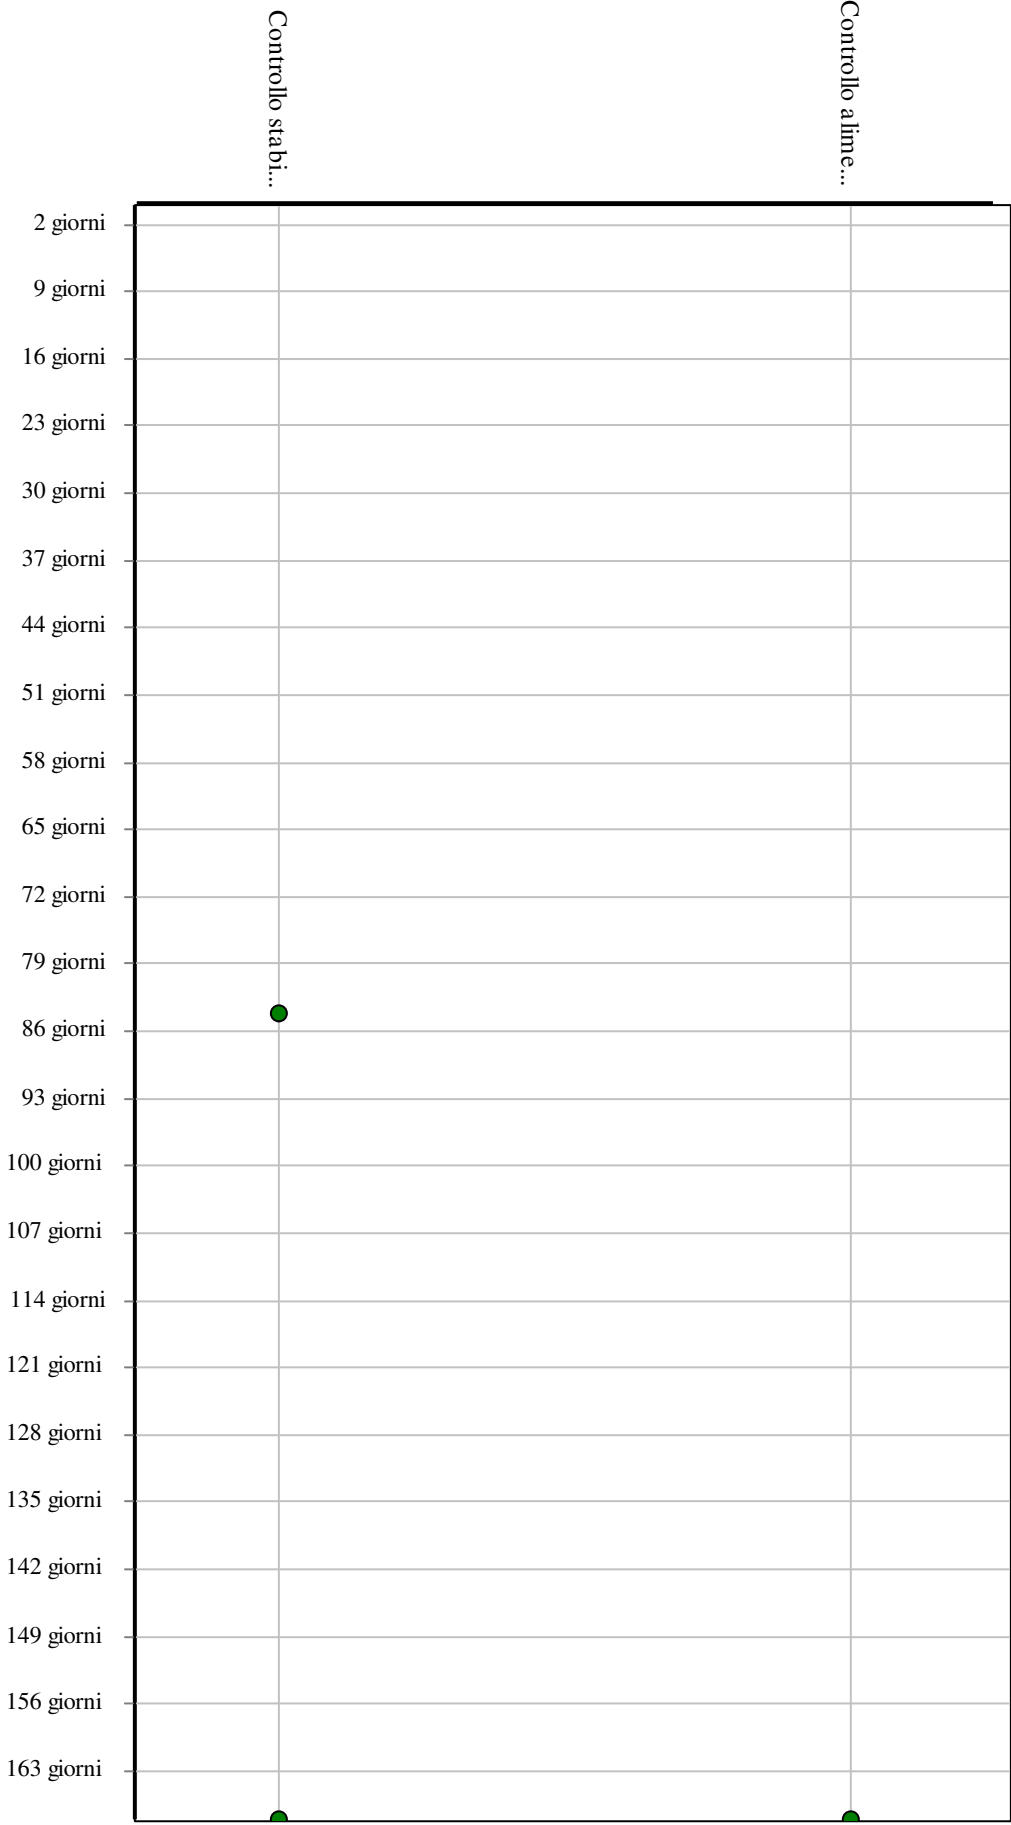 Controllo stabi...
Controllo alime...
2 giorni
9 giorni
16 giorni
23 giorni
30 giorni
37 giorni
44 giorni
51 giorni
58 giorni
65 giorni
72 giorni
79 giorni
86 giorni
93 giorni
100 giorni
107 giorni
114 giorni
121 giorni
128 giorni
135 giorni
142 giorni
149 giorni
156 giorni
163 giorni